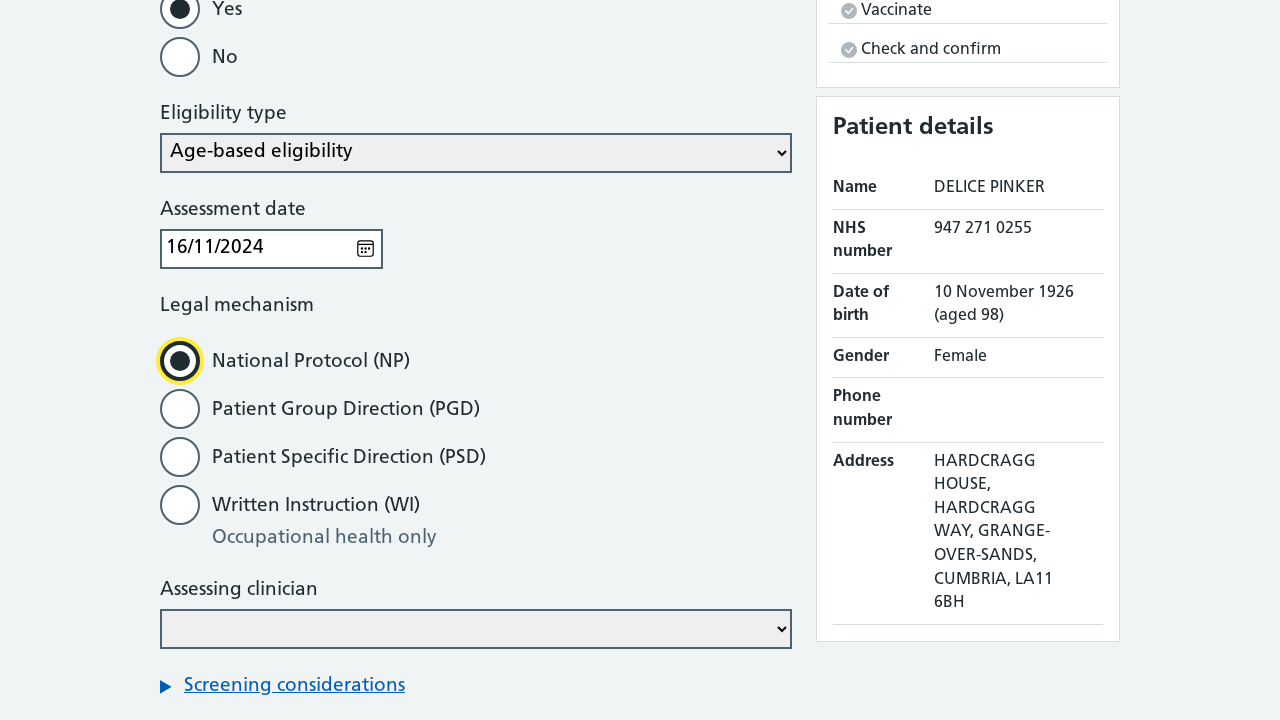 Yes
No
Eligibility type
Age-based eligibility
Assessment date
16/11/2024
Legal mechanism
National Protocol (NP)
Patient Group Direction (PGD)
Patient Specific Direction (PSD)
Written Instruction (WI)
Occupational health only
Assessing clinician
Screening considerations
Vaccinate
Check and confirm
Patient details
Name DELICE PINKER
NHS 947 271 0255
number
Date of 10 November 1926
birth (aged 98)
Gender Female
Phone
number
Address HARDCRAGG
HOUSE,
HARDCRAGG
WAY, GRANGE-
OVER-SANDS,
CUMBRIA, LA11
6BH